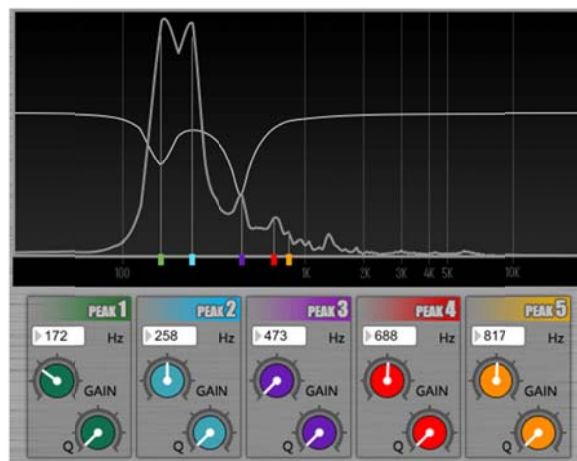 100 1K 2K 3K 4K 5K 10K
PEAK 1 PEAK 2 PEAK 3 PEAK 4 PEAK 5
172 Hz 258 Hz 473 Hz 688 Hz 817 Hz
GAIN GAIN GAIN GAIN GAIN
Q Q Q Q Q